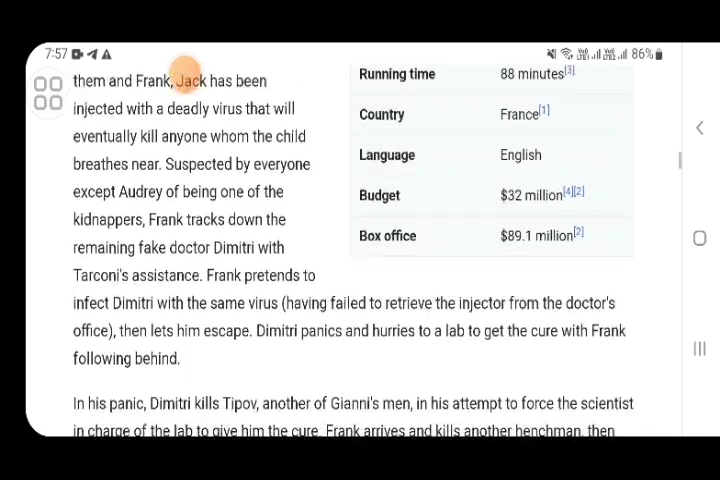 7:57
86%
them and Frank, Jack has been
injected with a deadly virus that will
eventually kill anyone whom the child
breathes near. Suspected by everyone
except Audrey of being one of the
kidnappers, Frank tracks down the
remaining fake doctor Dimitri with
Tarconi's assistance. Frank pretends to
infect Dimitri with the same virus (having failed to retrieve the injector from the doctor's
office), then lets him escape. Dimitri panics and hurries to a lab to get the cure with Frank
following behind.
In his panic, Dimitri kills Tipov, another of Gianni's men, in his attempt to force the scientist
in charge of the lab to give him the cure. Frank arrives and kills another henchman, then
Running time 88 minutes[3]
Country France[1]
Language English
Budget $32 million[4][2]
Box office $89.1 million[2]